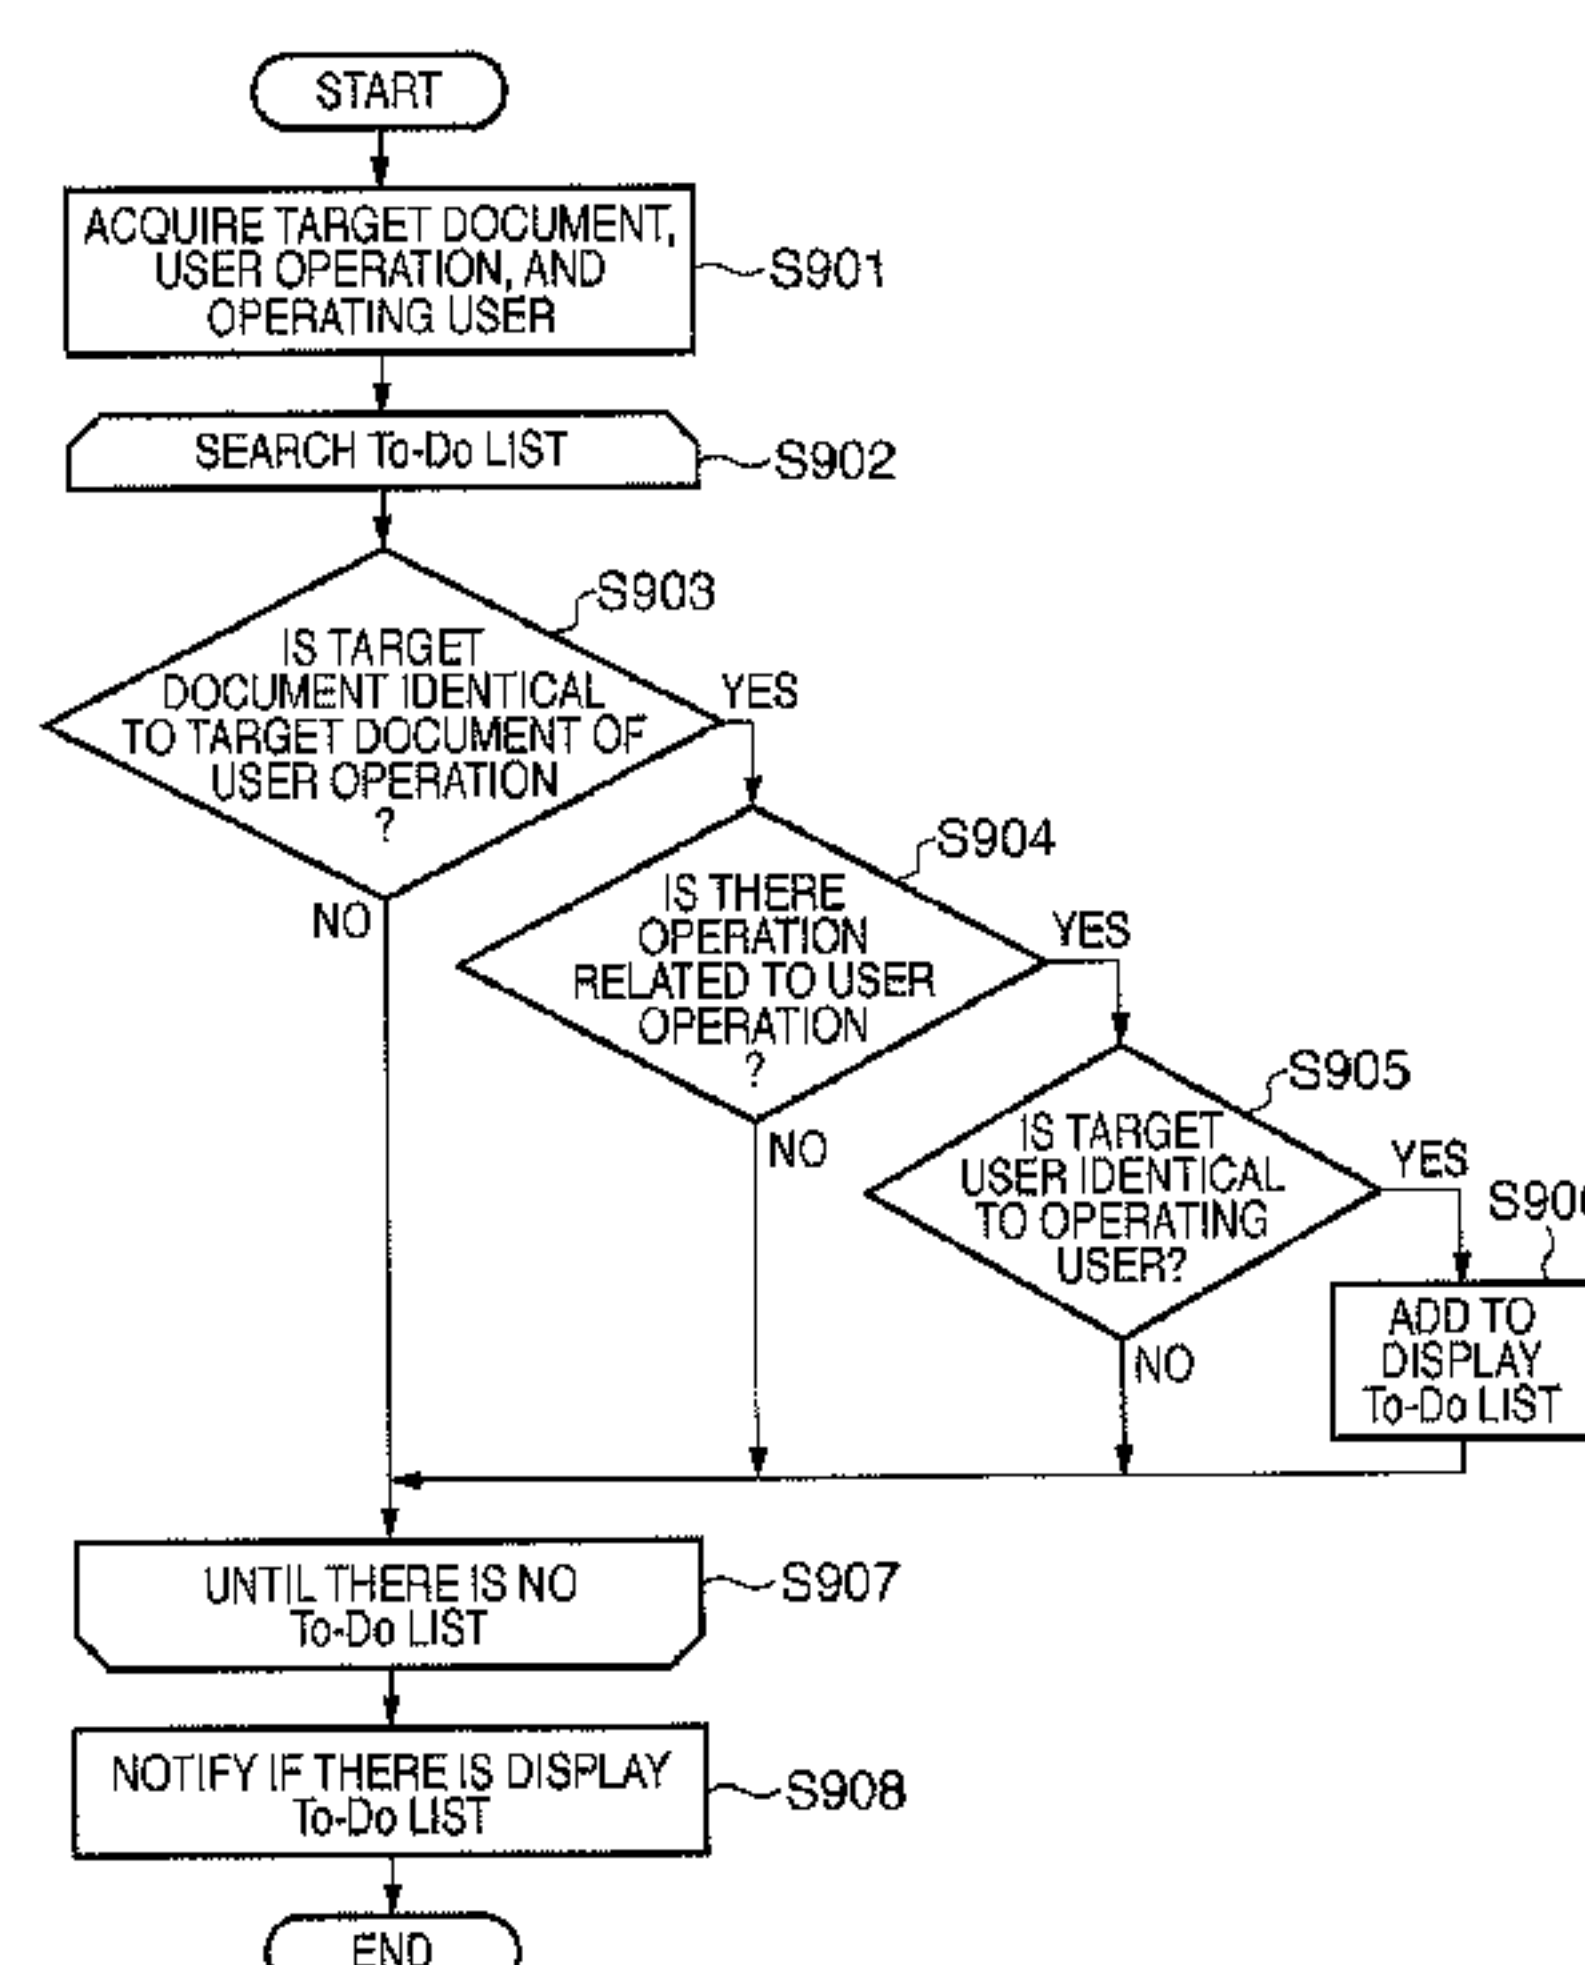 START
ACQUIRE TARGET DOCUMENT,
USER OPERATION, AND
OPERATING USER
S901
SEARCH To-Do LIST
S902
S903
IS TARGET
DOCUMENT IDENTICAL
TO TARGET DOCUMENT OF
USER OPERATION
?
YES
NO
S904
IS THERE
OPERATION
RELATED TO USER
OPERATION
?
YES
NO
S905
IS TARGET
USER IDENTICAL
TO OPERATING
USER?
YES
NO
ADD TO
DISPLAY
To-Do LIST
UNTIL THERE IS NO
To-Do LIST
S907
NOTIFY IF THERE IS DISPLAY
To-Do LIST
S908
END